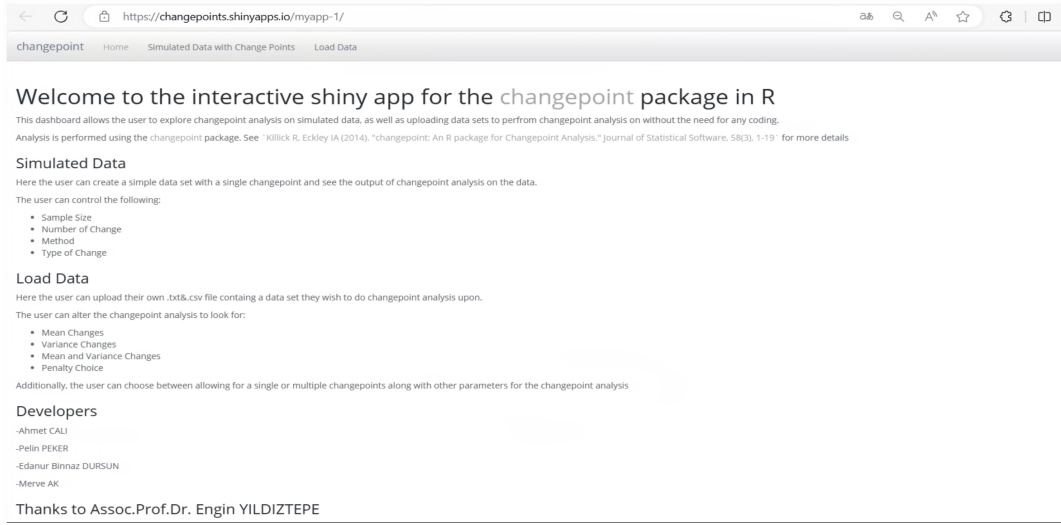 https://changepoints.shinyapps.io/myapp-1/
changepoint Home Simulated Data with Change Points Load Data
Welcome to the interactive shiny app for the changepoint package in R
This dashboard allows the user to explore changepoint analysis on simulated data, as well as uploading data sets to perfrom changepoint analysis on without the need for any coding.
Analysis is performed using the changepoint package. See `Killick R, Eckley IA (2014). "changepoint: An R package for Changepoint Analysis." Journal of Statistical Software, 58(3), 1-19` for more details
Simulated Data
Here the user can create a simple data set with a single changepoint and see the output of changepoint analysis on the data.
The user can control the following:
• Sample Size
• Number of Change
• Method
• Type of Change
Load Data
Here the user can upload their own .txt&.csv file containg a data set they wish to do changepoint analysis upon.
The user can alter the changepoint analysis to look for:
• Mean Changes
• Variance Changes
• Mean and Variance Changes
• Penalty Choice
Additionally, the user can choose between allowing for a single or multiple changepoints along with other parameters for the changepoint analysis
Developers
-Ahmet CALI
-Pelin PEKER
-Edanur Binnaz DURSUN
-Merve AK
Thanks to Assoc.Prof.Dr. Engin YILDIZTEPE